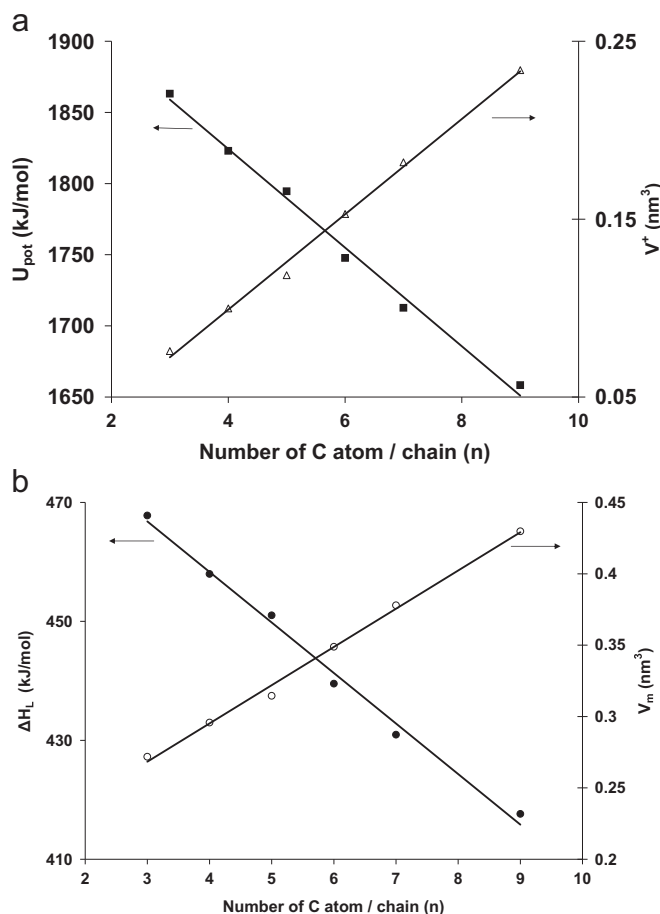 a
1900
1850
1800
1750
1700
1650
U_pot (kJ/mol)
0.25
0.15
0.05
V⁺ (nm³)
2 4 6 8 10
Number of C atom / chain (n)
b
470
450
430
410
ΔH_L (kJ/mol)
0.45
0.4
0.35
0.3
0.25
0.2
V_m (nm³)
2 3 4 5 6 7 8 9 10
Number of C atom / chain (n)